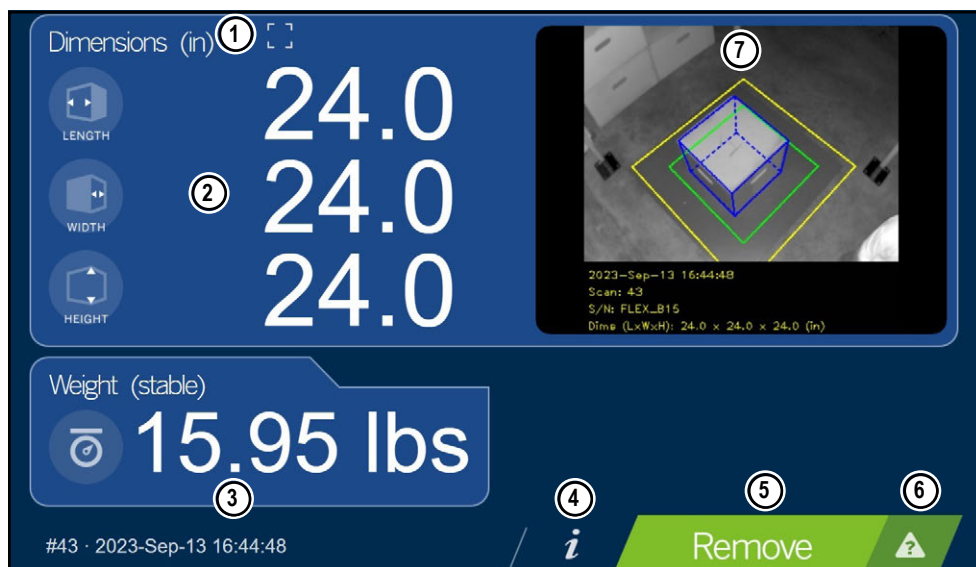 Dimensions (in)
1
LENGTH
24.0
2
WIDTH
24.0
HEIGHT
24.0
7
2023-Sep-13 16:44:48
Scan: 43
S/N: FLEX_B15
Dims (LxWxH): 24.0 x 24.0 x 24.0 (in)
Weight (stable)
15.95 lbs
3
4
5
6
#43 · 2023-Sep-13 16:44:48
i
Remove
?